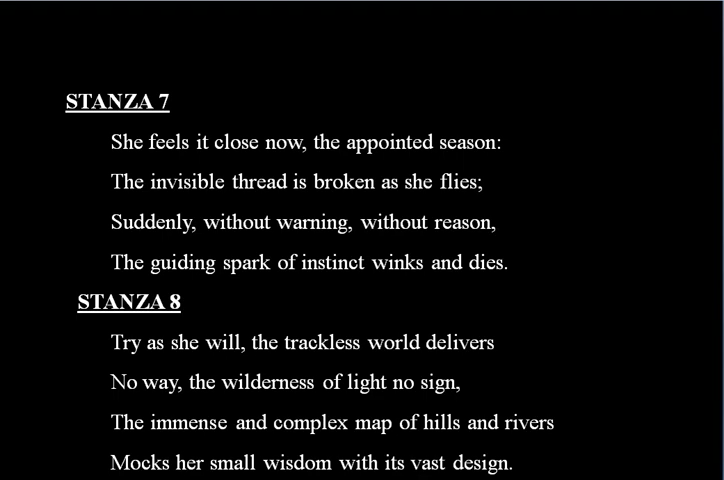 STANZA 7
She feels it close now, the appointed season:
The invisible thread is broken as she flies;
Suddenly, without warning, without reason,
The guiding spark of instinct winks and dies.
STANZA 8
Try as she will, the trackless world delivers
No way, the wilderness of light no sign,
The immense and complex map of hills and rivers
Mocks her small wisdom with its vast design.